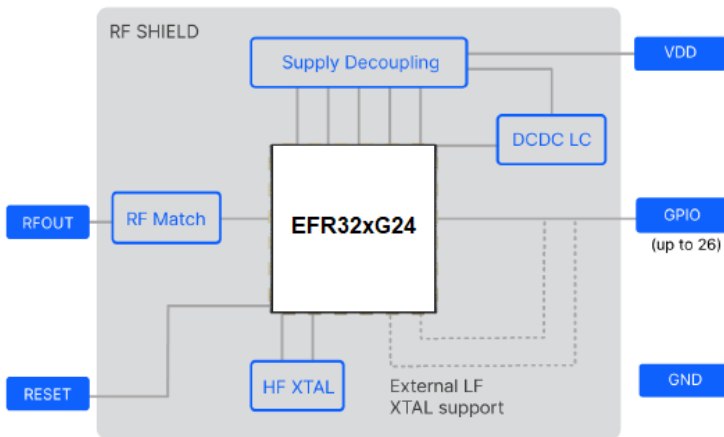 RF SHIELD
Supply Decoupling
VDD
DCDC LC
RFOUT
RF Match
EFR32xG24
GPIO
(up to 26)
RESET
HF XTAL
External LF
XTAL support
GND